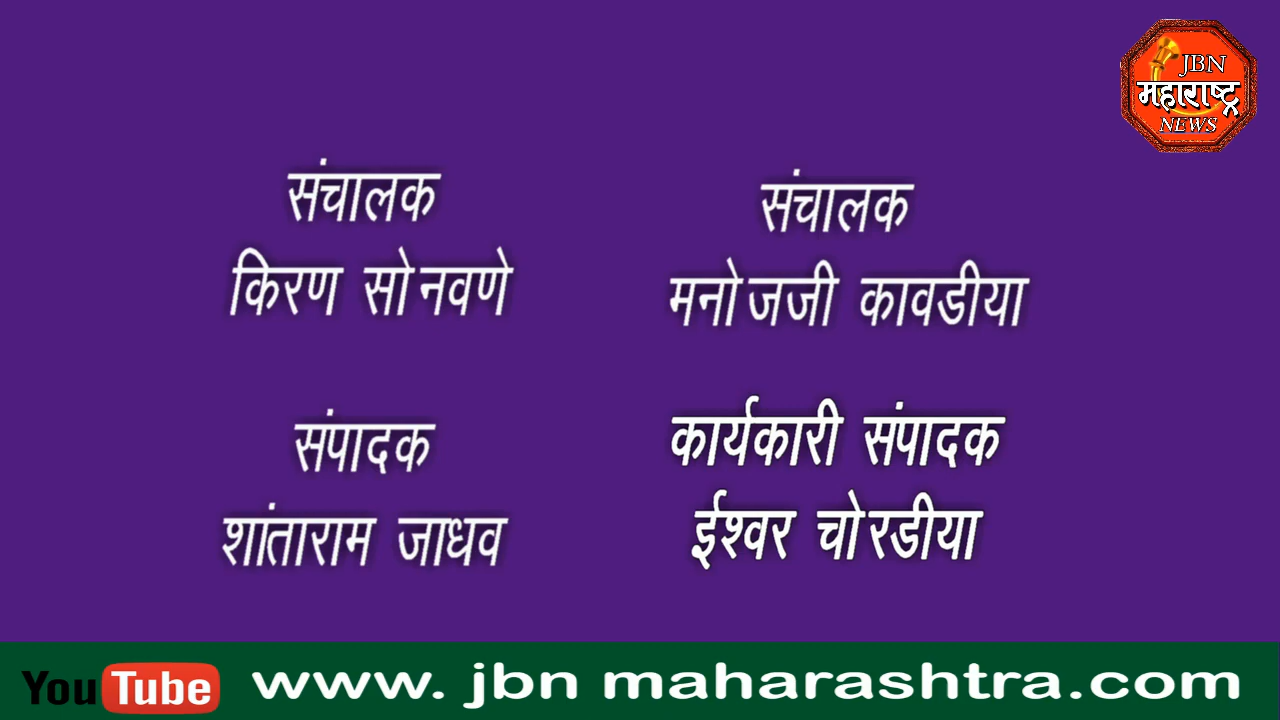 JBN
महाराष्ट्र
NEWS
संचालक
किरण सोनवणे
संचालक
मनोजजी कावडीया
संपादक
शांताराम जाधव
कार्यकारी संपादक
ईश्वर चोरडीया
YouTube
www. jbn maharashtra.com